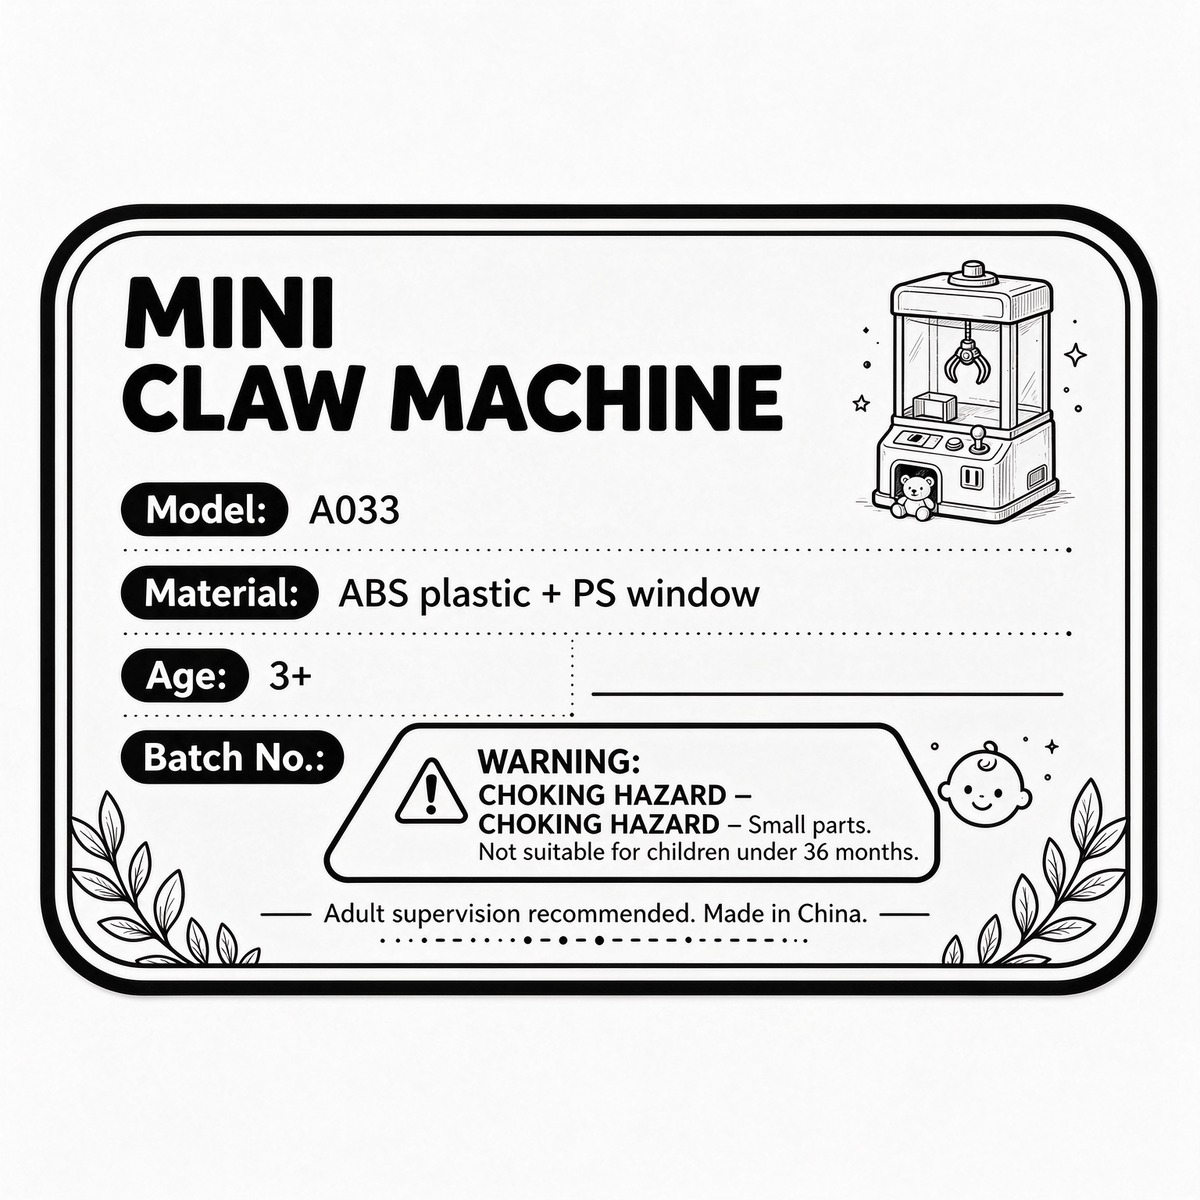 MINI
CLAW MACHINE
Model: A033
Material: ABS plastic + PS window
Age: 3+
Batch No.:
WARNING:
CHOKING HAZARD –
CHOKING HAZARD – Small parts.
Not suitable for children under 36 months.
Adult supervision recommended. Made in China.